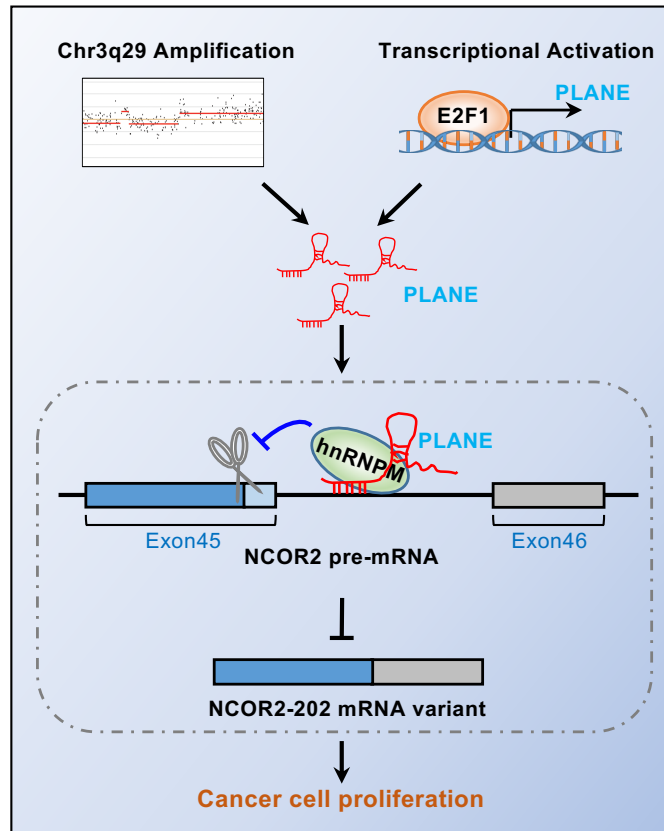 Chr3q29 Amplification
Transcriptional Activation
PLANE
E2F1
PLANE
PLANE
hnRNPM
Exon45
Exon46
NCOR2 pre-mRNA
NCOR2-202 mRNA variant
Cancer cell proliferation